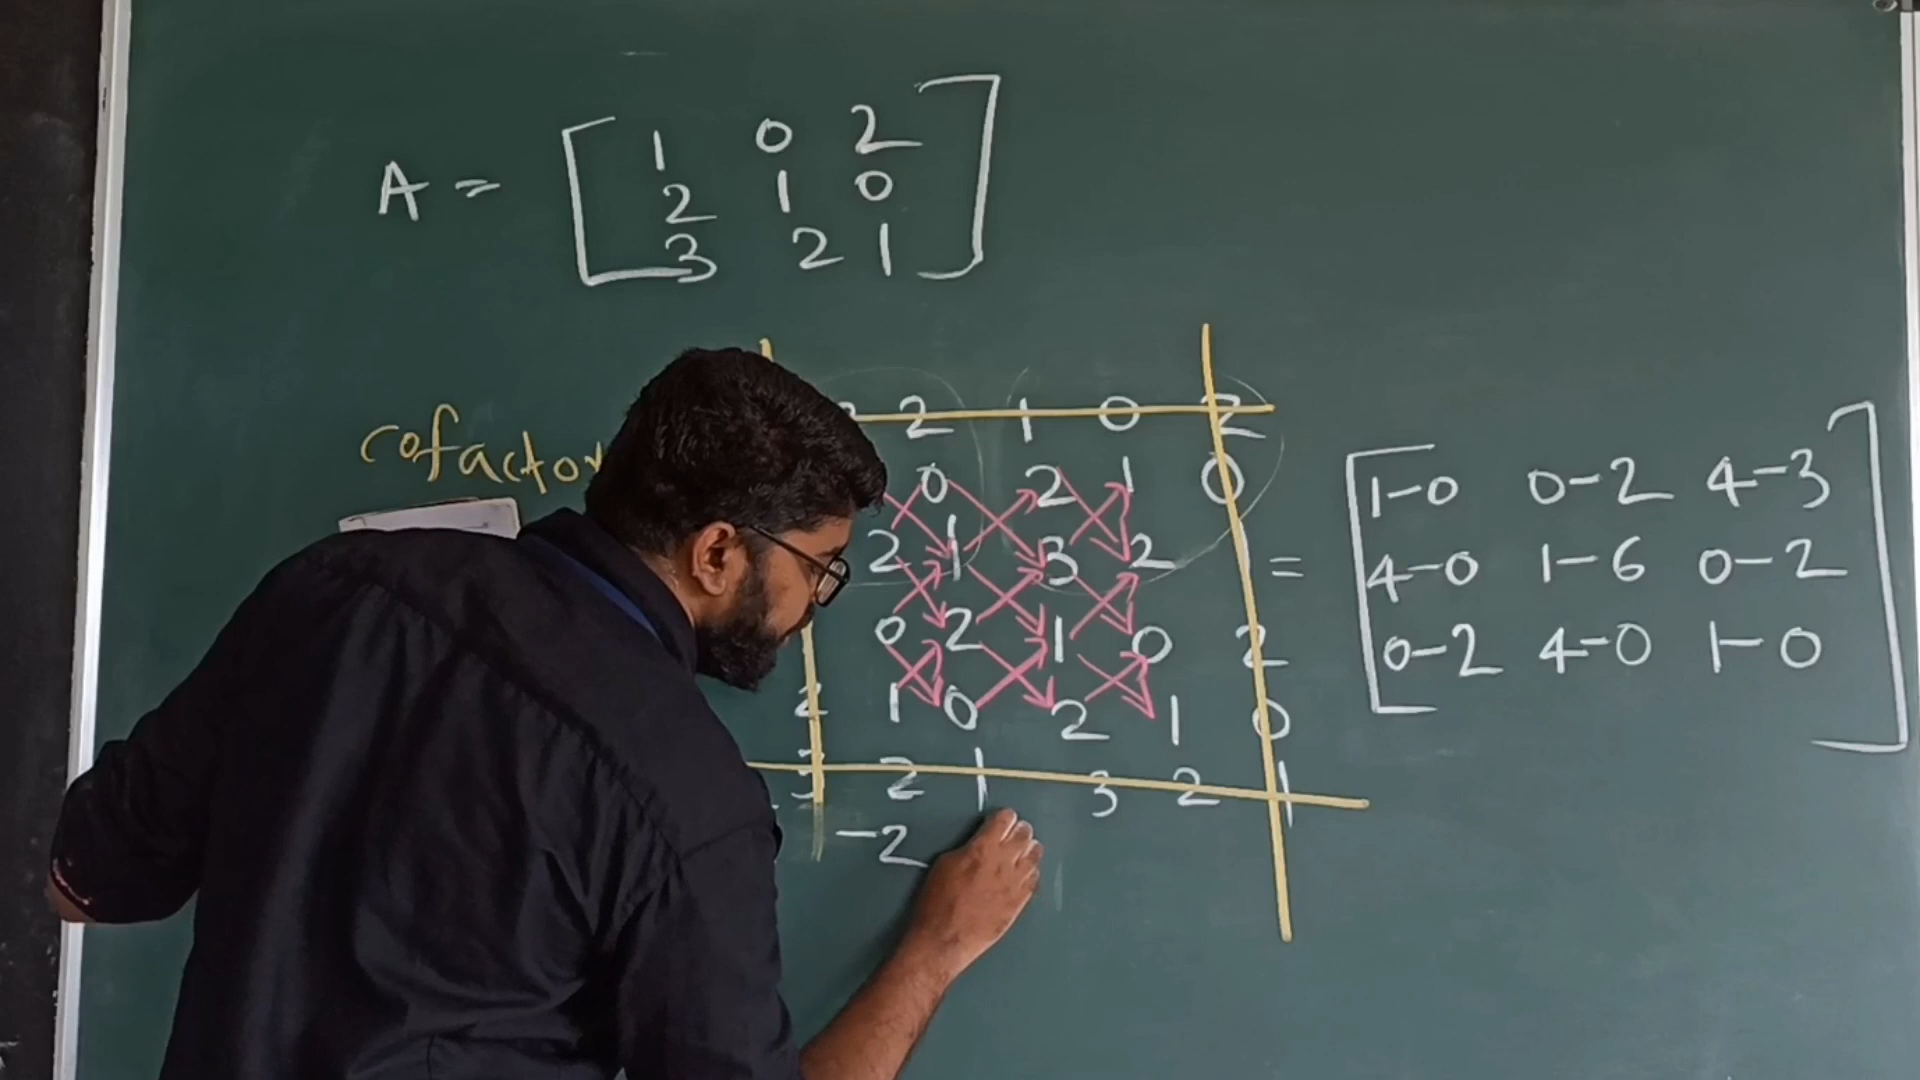 A = [ 1 0 2
2 1 0
3 2 1 ]
cofactor
2 1 0 2
0 2 1 0
2 1 3 2 1
0 2 1 0 2
2 1 0 2 1 0
3 2 1 3 2 1
-2
= [ 1-0 0-2 4-3
4-0 1-6 0-2
0-2 4-0 1-0 ]